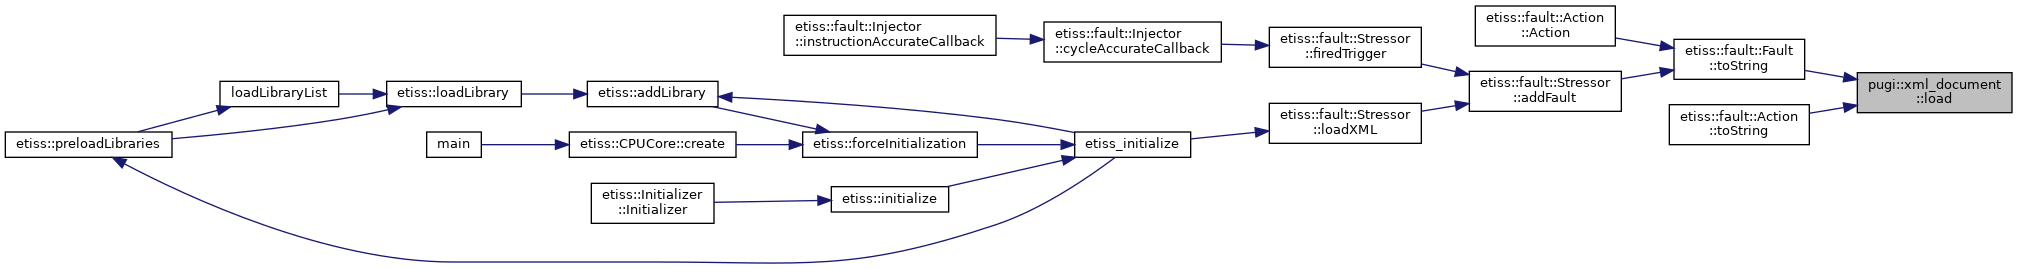 etiss::fault::Action
::Action
etiss::fault::Injector
::instructionAccurateCallback
etiss::fault::Injector
::cycleAccurateCallback
etiss::fault::Stressor
::firedTrigger
etiss::fault::Fault
::toString
pugi::xml_document
::load
etiss::fault::Stressor
::addFault
loadLibraryList
etiss::loadLibrary
etiss::addLibrary
etiss::fault::Stressor
::loadXML
etiss::fault::Action
::toString
etiss::preloadLibraries
main
etiss::CPUCore::create
etiss::forceInitialization
etiss_initialize
etiss::Initializer
::Initializer
etiss::initialize